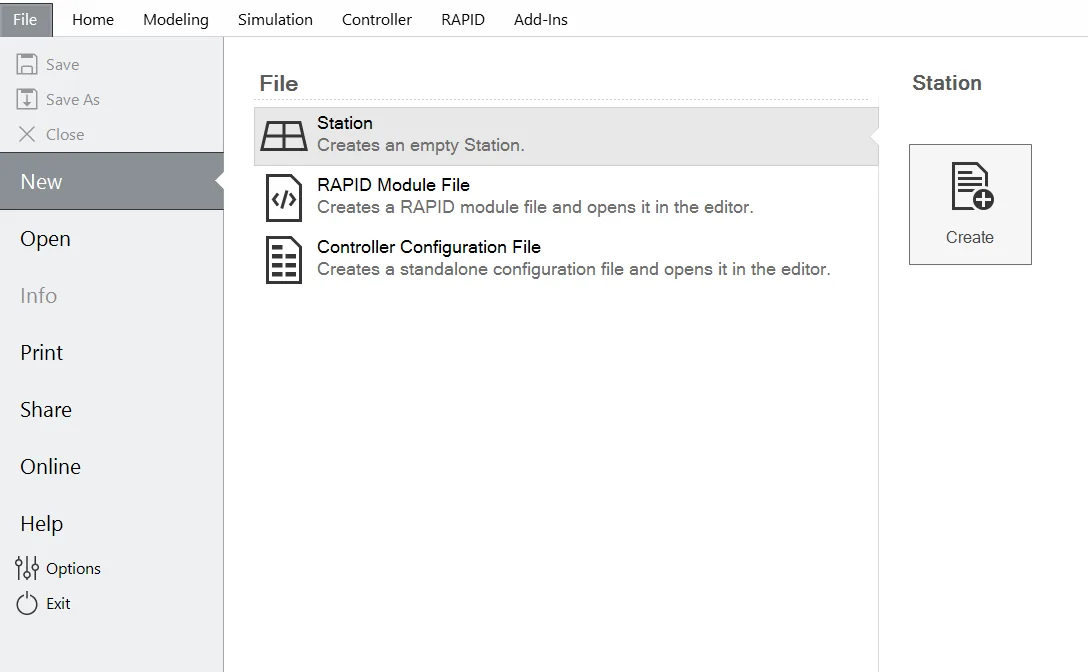 File Home Modeling Simulation Controller RAPID Add-Ins
Save
Save As
Close
New
Open
Info
Print
Share
Online
Help
Options
Exit
File
Station
Creates an empty Station.
RAPID Module File
Creates a RAPID module file and opens it in the editor.
Controller Configuration File
Creates a standalone configuration file and opens it in the editor.
Station
Create